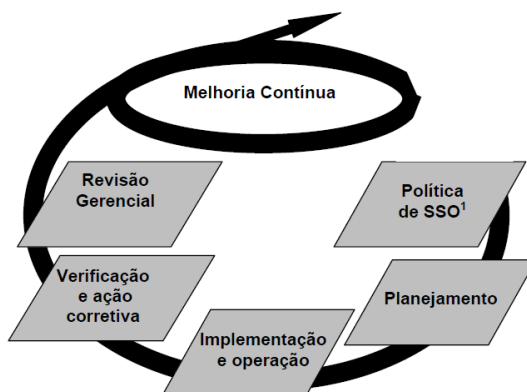 Melhoria Contínua
Revisão
Gerencial
Política
de SSO¹
Verificação
e ação
corretiva
Planejamento
Implementação
e operação